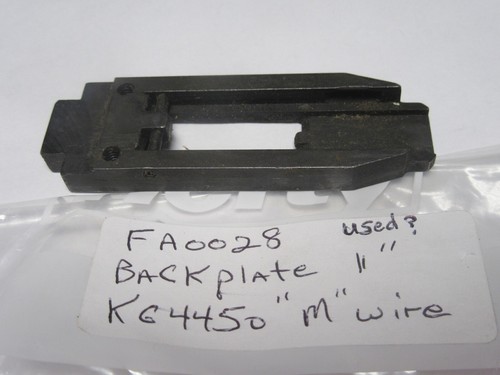 FA0028 used?
BACKplate " "
KG4450 "M" wire